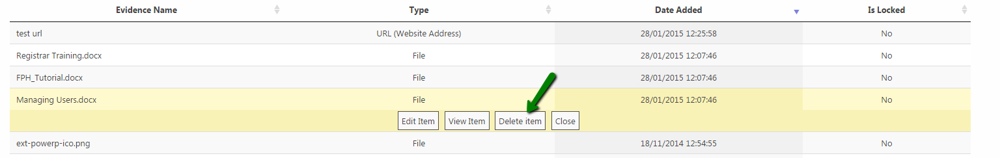 Evidence Name Type Date Added Is Locked
test url URL (Website Address) 28/01/2015 12:25:58 No
Registrar Training.docx File 28/01/2015 12:07:46 No
FPH_Tutorial.docx File 28/01/2015 12:07:46 No
Managing Users.docx File 28/01/2015 12:07:46 No
Edit Item View Item Delete item Close
ext-powerp-ico.png File 18/11/2014 12:54:55 No